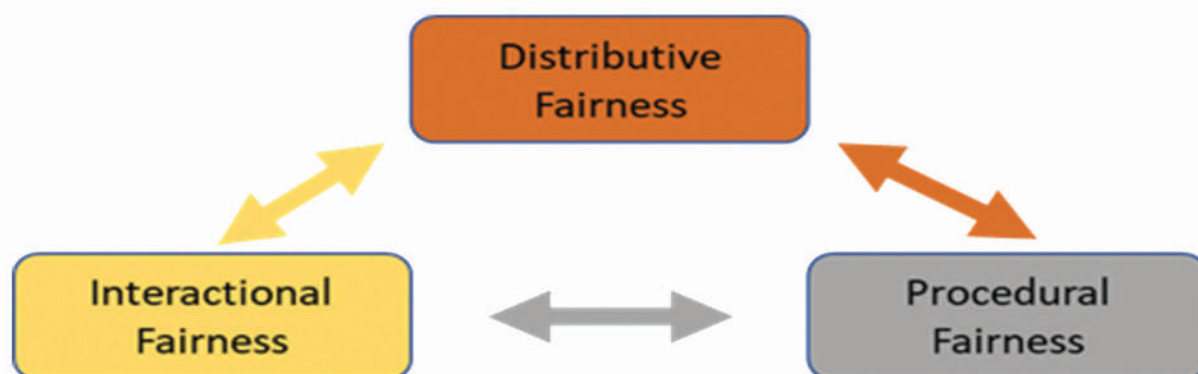 Distributive
Fairness
Interactional
Fairness
Procedural
Fairness